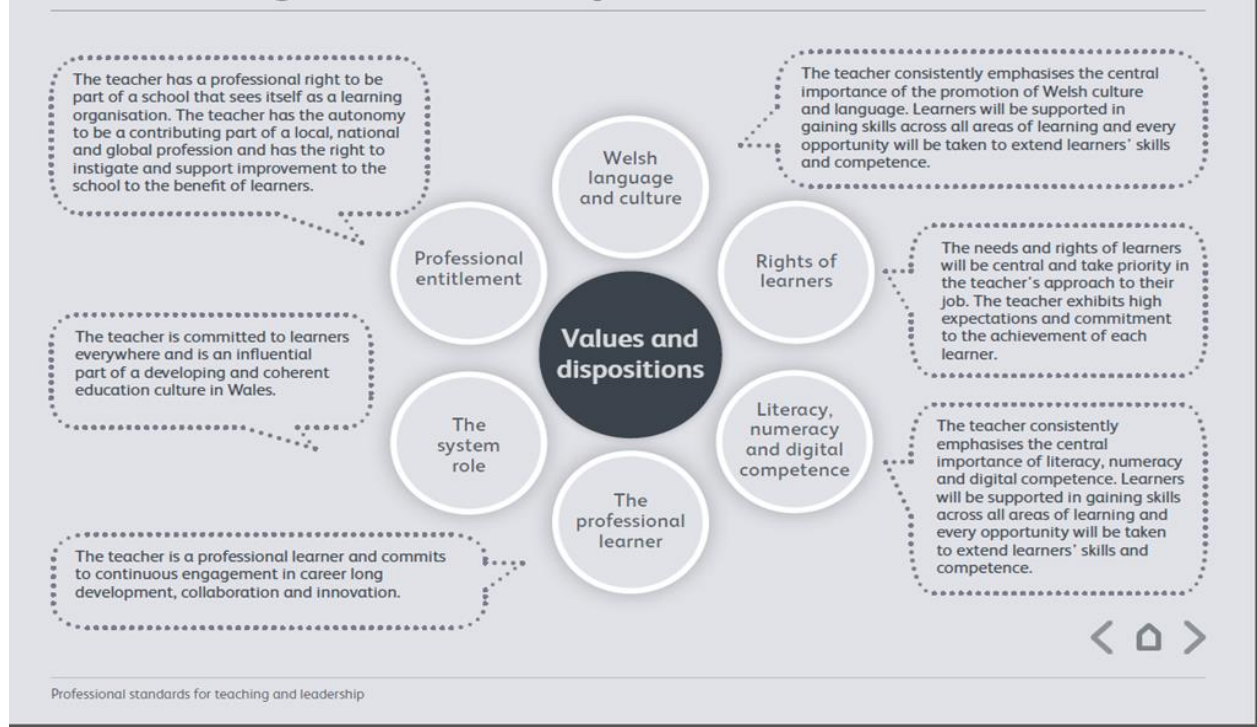 The teacher has a professional right to be
part of a school that sees itself as a learning
organisation. The teacher has the autonomy
to be a contributing part of a local, national
and global profession and has the right to
instigate and support improvement to the
school to the benefit of learners.
The teacher consistently emphasises the central
importance of the promotion of Welsh culture
and language. Learners will be supported in
gaining skills across all areas of learning and every
opportunity will be taken to extend learners' skills
and competence.
Welsh
language
and culture
Professional
entitlement
Rights of
learners
The needs and rights of learners
will be central and take priority in
the teacher's approach to their
job. The teacher exhibits high
expectations and commitment
to the achievement of each
learner.
The teacher is committed to learners
everywhere and is an influential
part of a developing and coherent
education culture in Wales.
Values and
dispositions
The
system
role
Literacy,
numeracy
and digital
competence
The teacher consistently
emphasises the central
importance of literacy, numeracy
and digital competence. Learners
will be supported in gaining skills
across all areas of learning and
every opportunity will be taken
to extend learners' skills and
competence.
The
professional
learner
The teacher is a professional learner and commits
to continuous engagement in career long
development, collaboration and innovation.
Professional standards for teaching and leadership